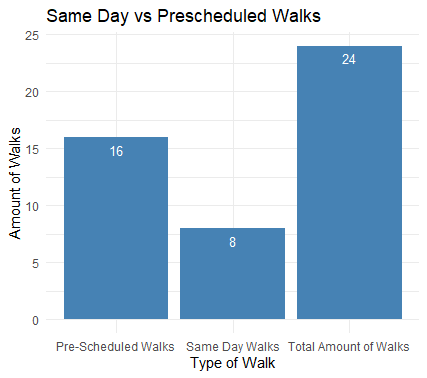 Same Day vs Prescheduled Walks
25
20
15
10
5
0
Amount of Walks
16
8
24
Pre-Scheduled Walks
Same Day Walks
Total Amount of Walks
Type of Walk